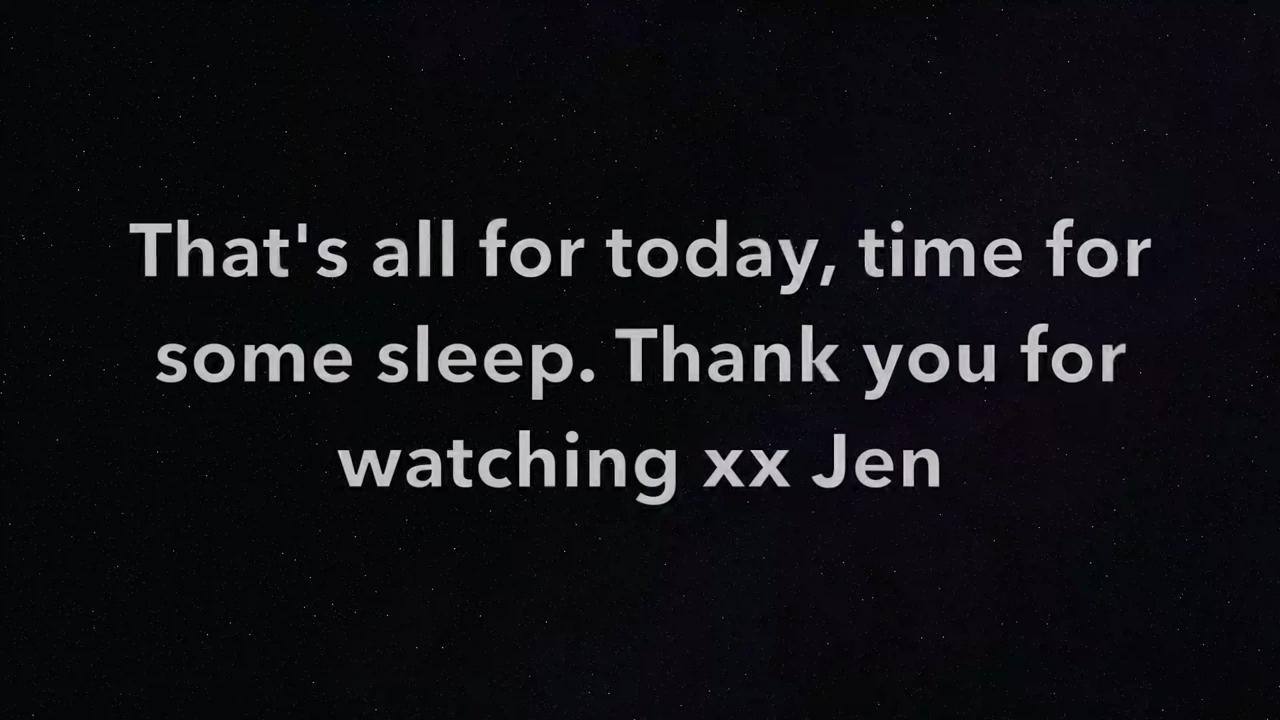 That's all for today, time for
some sleep. Thank you for
watching xx Jen